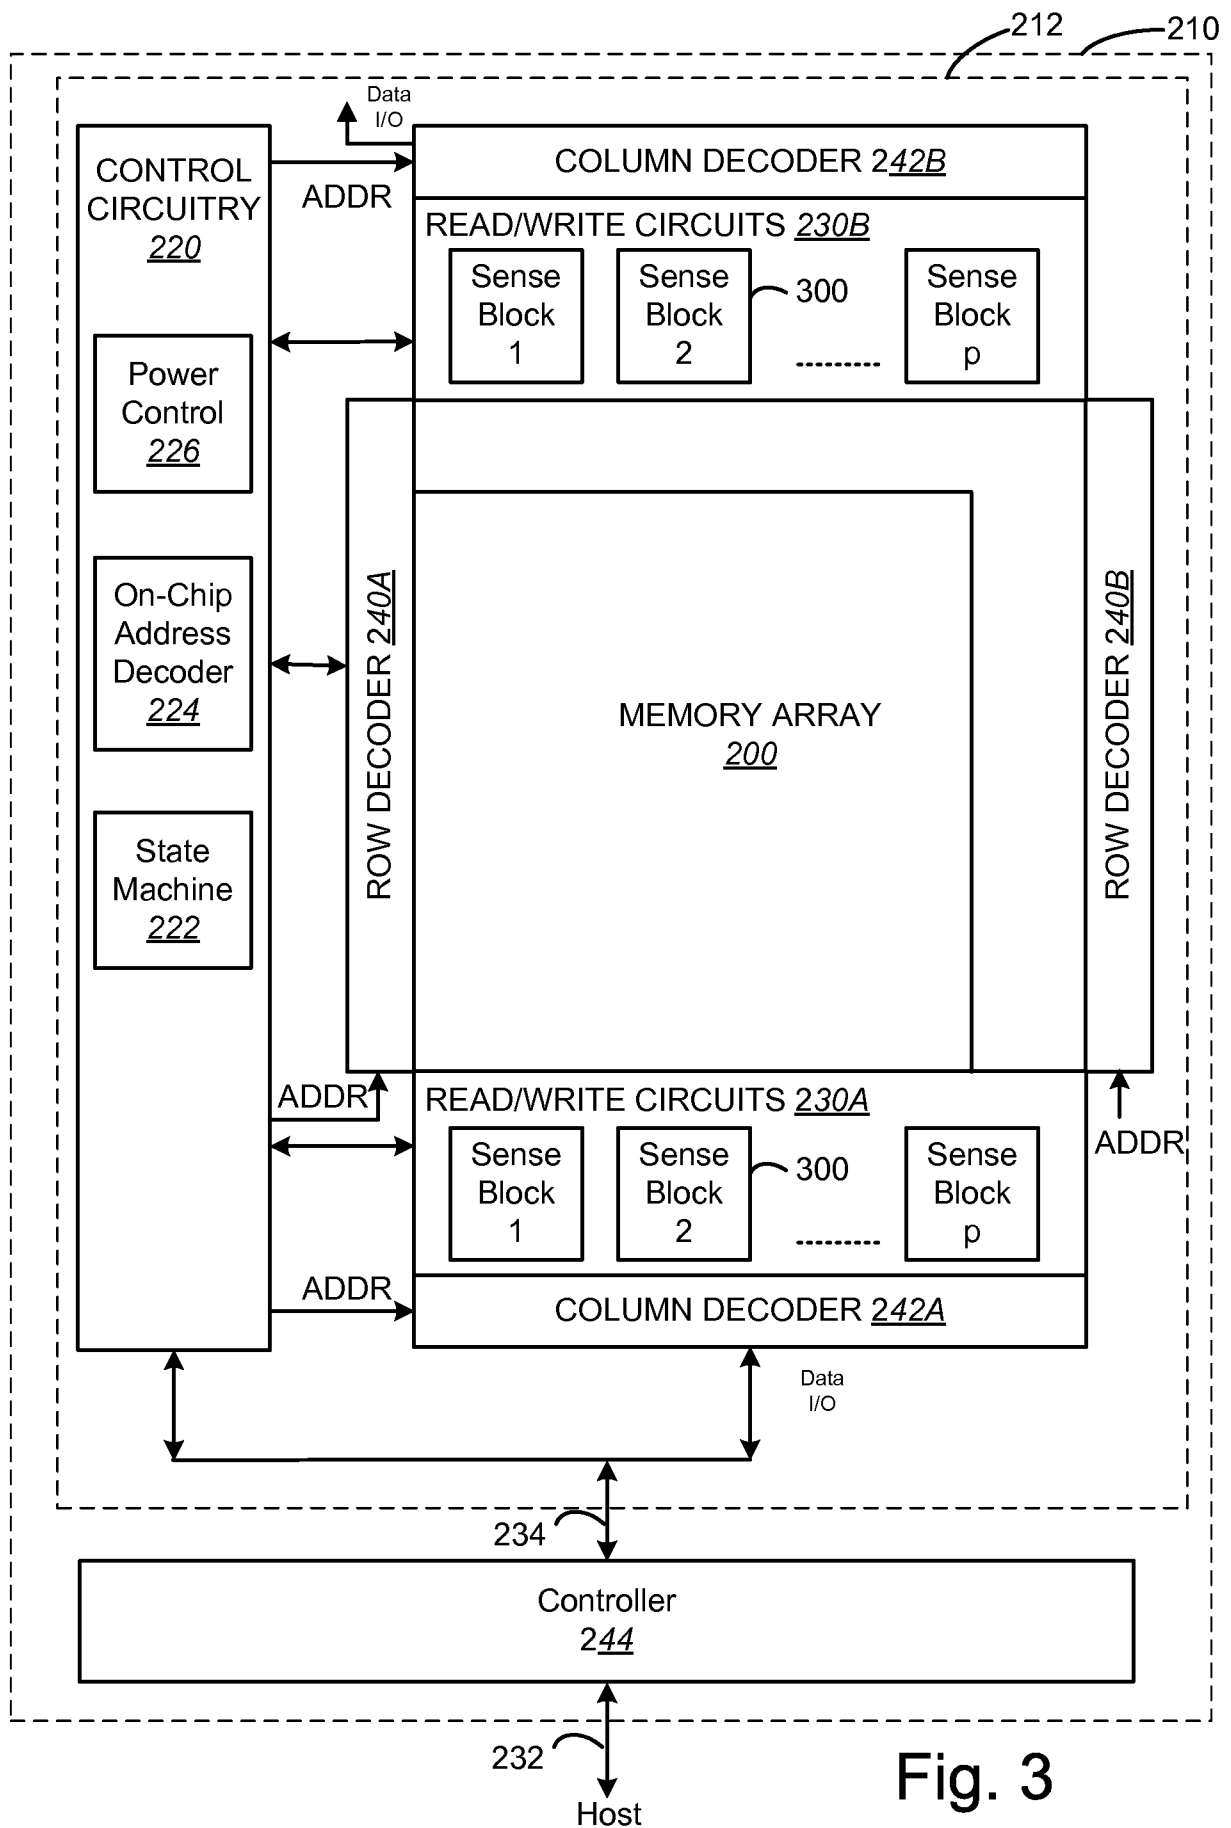 212
210
Data
I/O
CONTROL
CIRCUITRY
220
ADDR
COLUMN DECODER 242B
READ/WRITE CIRCUITS 230B
Sense
Block
1
Sense
Block
2
300
.........
Sense
Block
p
Power
Control
226
On-Chip
Address
Decoder
224
State
Machine
222
ROW DECODER 240A
MEMORY ARRAY
200
ROW DECODER 240B
ADDR
READ/WRITE CIRCUITS 230A
ADDR
Sense
Block
1
Sense
Block
2
300
.........
Sense
Block
p
ADDR
COLUMN DECODER 242A
Data
I/O
234
Controller
244
232
Host
Fig. 3